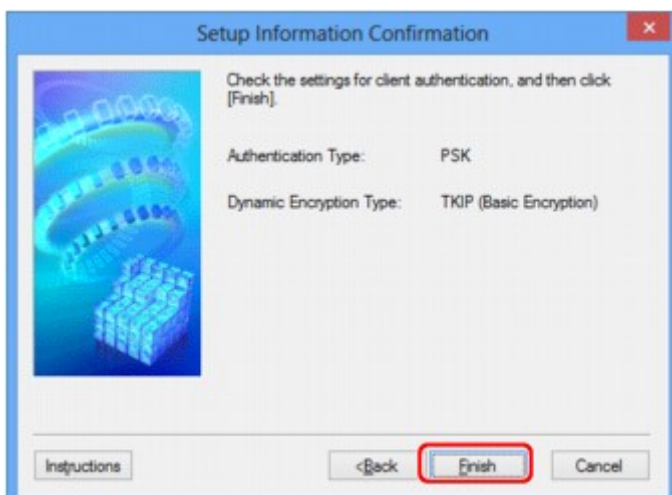 Setup Information Confirmation
Check the settings for client authentication, and then click
[Finish].
Authentication Type: PSK
Dynamic Encryption Type: TKIP (Basic Encryption)
Instructions <Back Finish Cancel